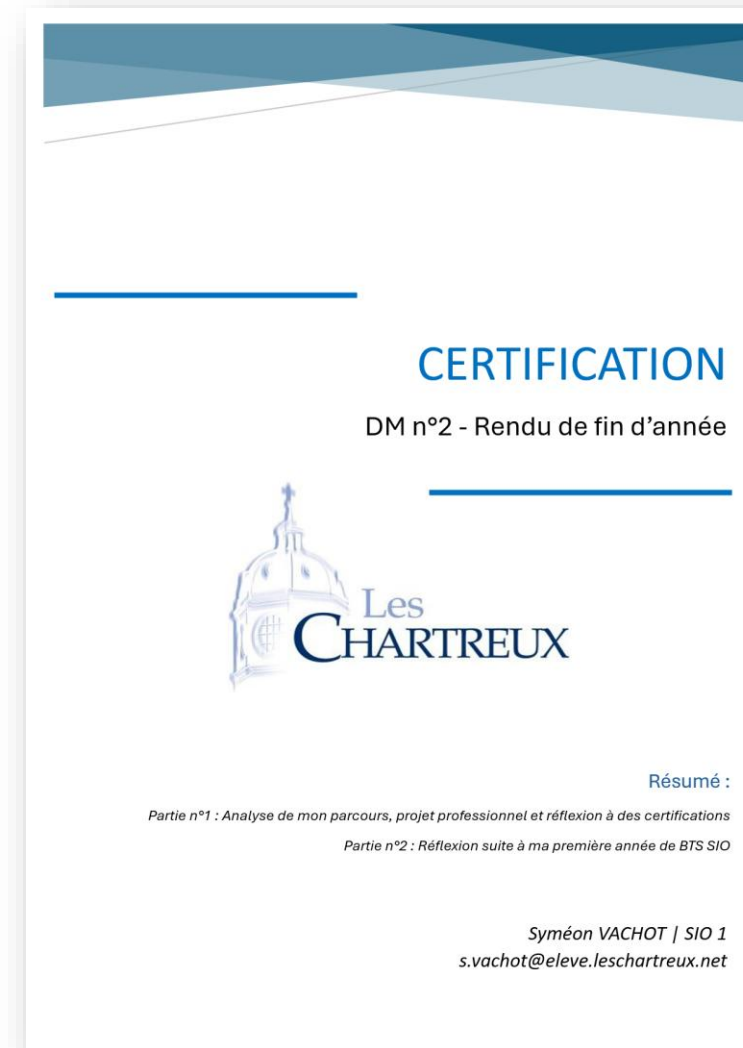 CERTIFICATION
DM n°2 - Rendu de fin d'année
Les
CHARTREUX
Résumé :
Partie n°1 : Analyse de mon parcours, projet professionnel et réflexion à des certifications
Partie n°2 : Réflexion suite à ma première année de BTS SIO
Syméon VACHOT | SIO 1
s.vachot@eleve.leschartreux.net